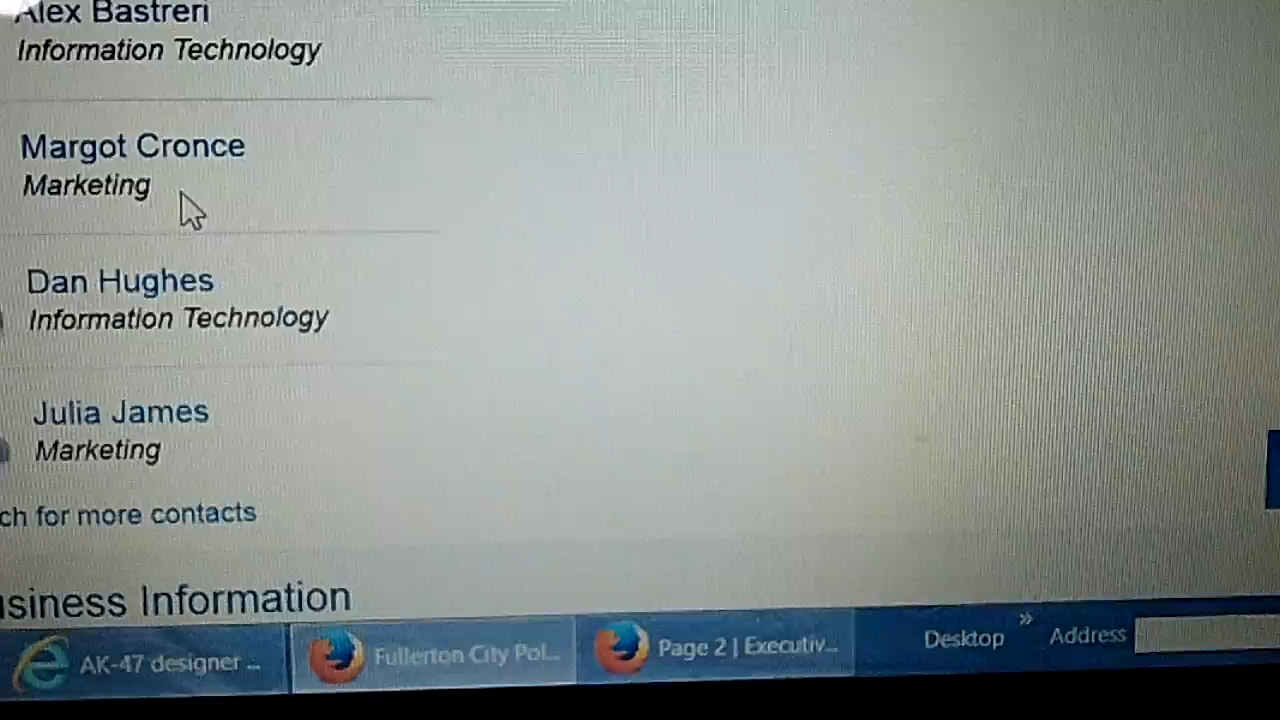 Alex Bastreri
Information Technology
Margot Cronce
Marketing
Dan Hughes
Information Technology
Julia James
Marketing
ch for more contacts
siness Information
AK-47 designer ...
Fullerton City Pol...
Page 2 | Executiv...
Desktop
»
Address